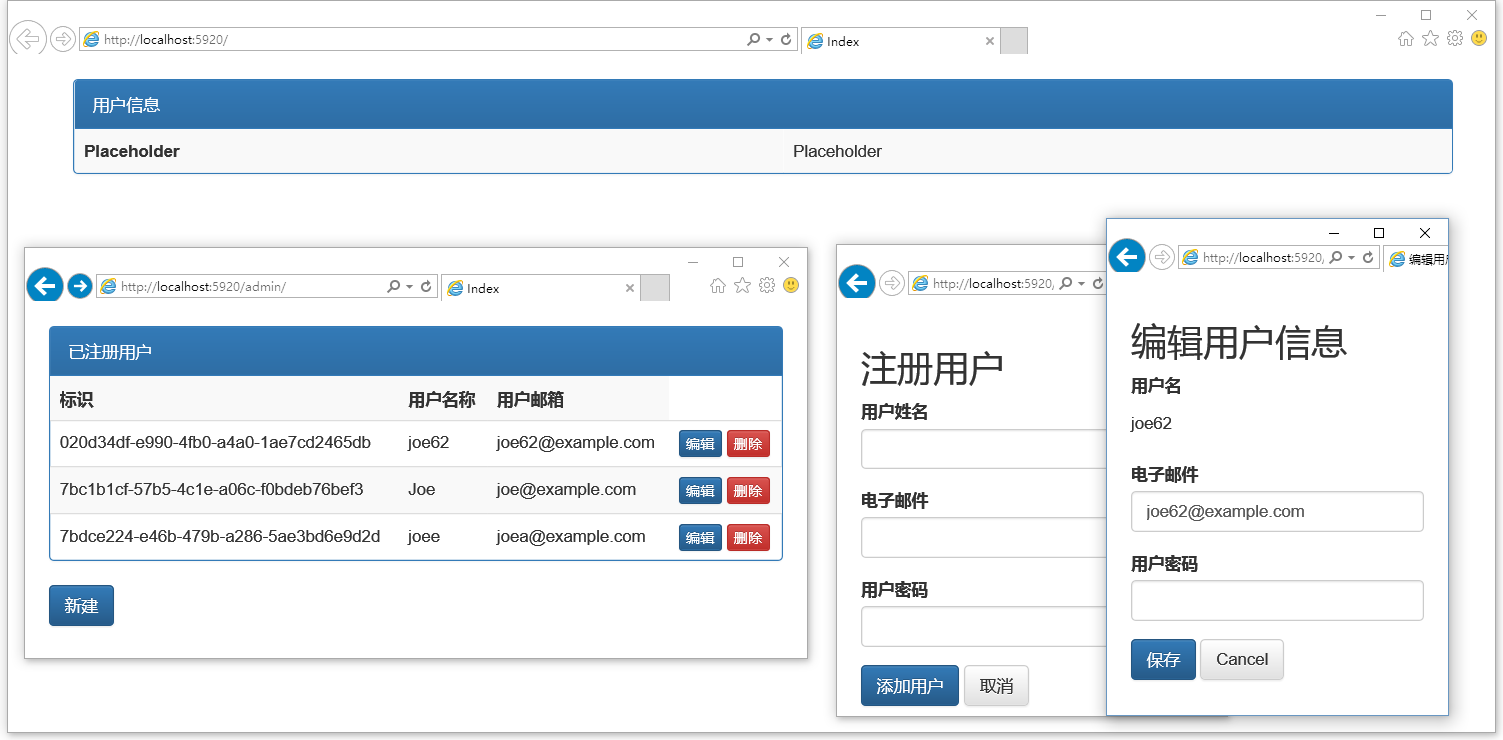 http://localhost:5920/
Index
用户信息
Placeholder Placeholder
http://localhost:5920/admin/
Index
已注册用户
标识 用户名称 用户邮箱
020d34df-e990-4fb0-a4a0-1ae7cd2465db joe62 joe62@example.com 编辑 删除
7bc1b1cf-57b5-4c1e-a06c-f0bdeb76bef3 Joe joe@example.com 编辑 删除
7bdce224-e46b-479b-a286-5ae3bd6e9d2d joee joea@example.com 编辑 删除
新建
http://localhost:5920,
注册用户
用户姓名
电子邮件
用户密码
添加用户 取消
http://localhost:5920,
编辑用户
编辑用户信息
用户名
joe62
电子邮件
joe62@example.com
用户密码
保存 Cancel